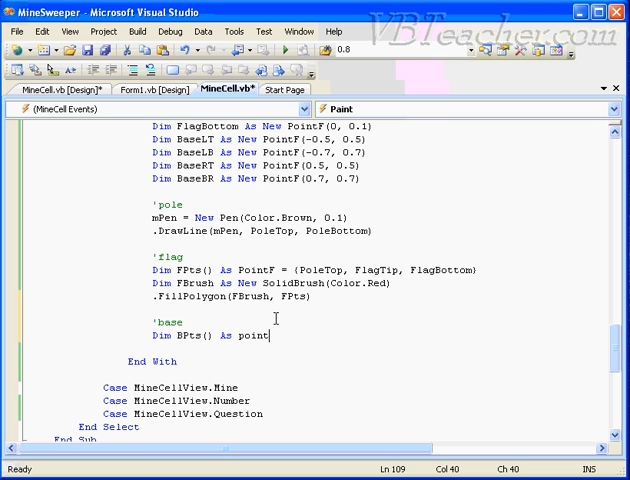 MineSweeper - Microsoft Visual Studio
File Edit View Project Build Debug Data Tools Test Window Help
VBTeacher.com
0.8
MineCell.vb [Design]* Form1.vb [Design] MineCell.vb* Start Page
(MineCell Events) Paint
Dim FlagBottom As New PointF(0, 0.1)
Dim BaseLT As New PointF(-0.5, 0.5)
Dim BaseLB As New PointF(-0.7, 0.7)
Dim BaseRT As New PointF(0.5, 0.5)
Dim BaseBR As New PointF(0.7, 0.7)
'pole
mPen = New Pen(Color.Brown, 0.1)
.DrawLine(mPen, PoleTop, PoleBottom)
'flag
Dim FPts() As PointF = {PoleTop, FlagTip, FlagBottom}
Dim FBrush As New SolidBrush(Color.Red)
.FillPolygon(FBrush, FPts)
'base
Dim BPts() As point
End With
Case MineCellView.Mine
Case MineCellView.Number
Case MineCellView.Question
End Select
End Sub
Ready Ln 109 Col 40 Ch 40 INS